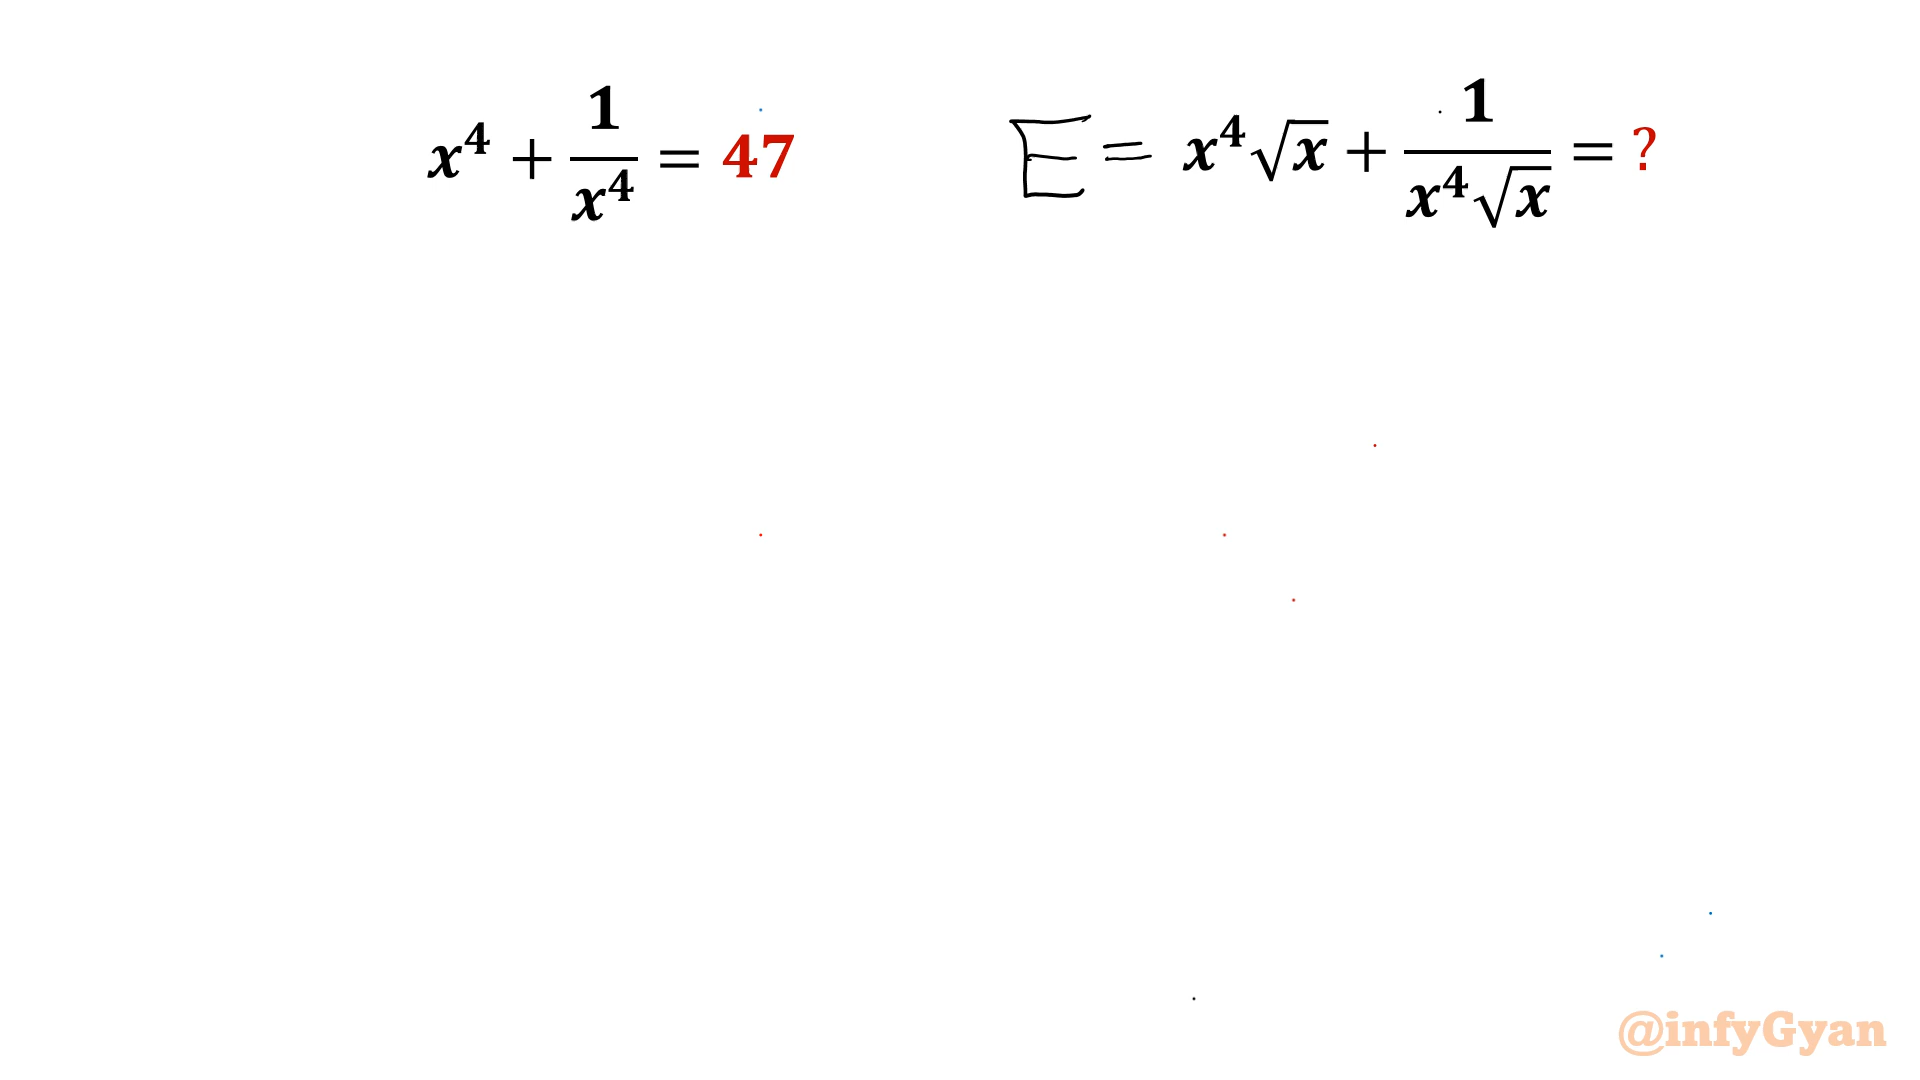 x⁴ + 1/x⁴ = 47
E = x⁴√x + 1/(x⁴√x) = ?
@infyGyan